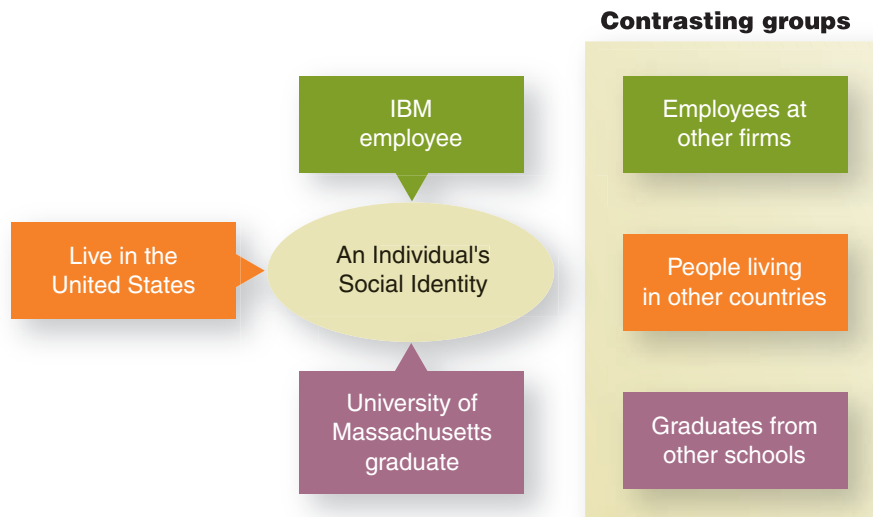 Contrasting groups
IBM
employee
Employees at
other firms
Live in the
United States
An Individual's
Social Identity
People living
in other countries
University of
Massachusetts
graduate
Graduates from
other schools